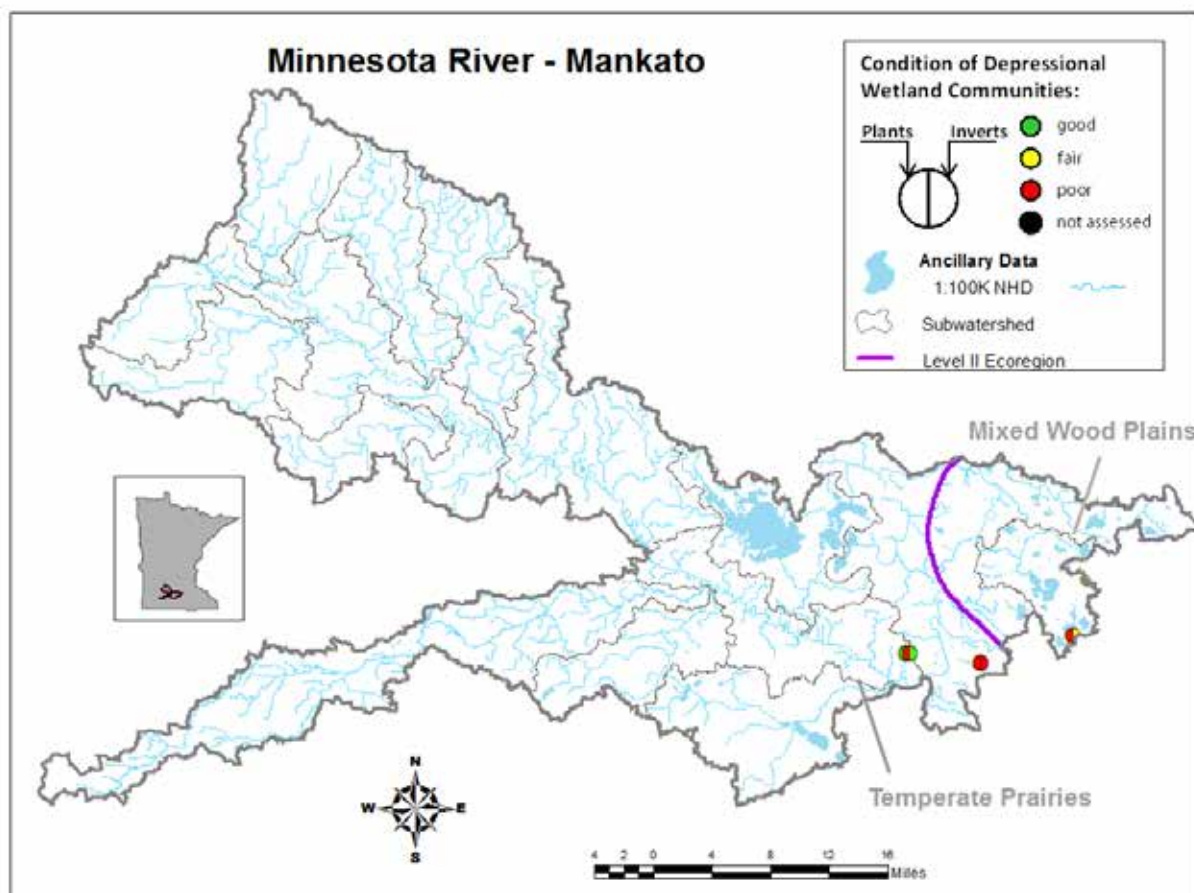 Minnesota River - Mankato
Condition of Depressional
Wetland Communities:
Plants Inverts
good
fair
poor
not assessed
Ancillary Data
1:100K NHD
Subwatershed
Level II Ecoregion
Mixed Wood Plains
Temperate Prairies
N
W E
S
4 2 0 4 8 12 16
Miles